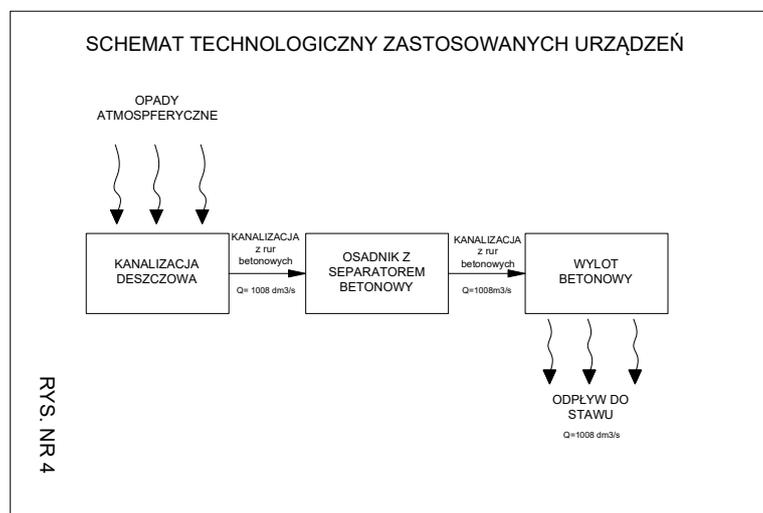 SCHEMAT TECHNOLOGICZNY ZASTOSOWANYCH URZĄDZEŃ
OPADY
ATMOSPFERYCZNE
KANALIZACJA
DESZCZOWA
KANALIZACJA
z rur
betonowych
Q= 1008 dm3/s
OSADNIK Z
SEPARATOREM
BETONOWY
KANALIZACJA
z rur
betonowych
Q=1008m3/s
WYLOT
BETONOWY
ODPŁYW DO
STAWU
Q=1008 dm3/s
RYS. NR 4